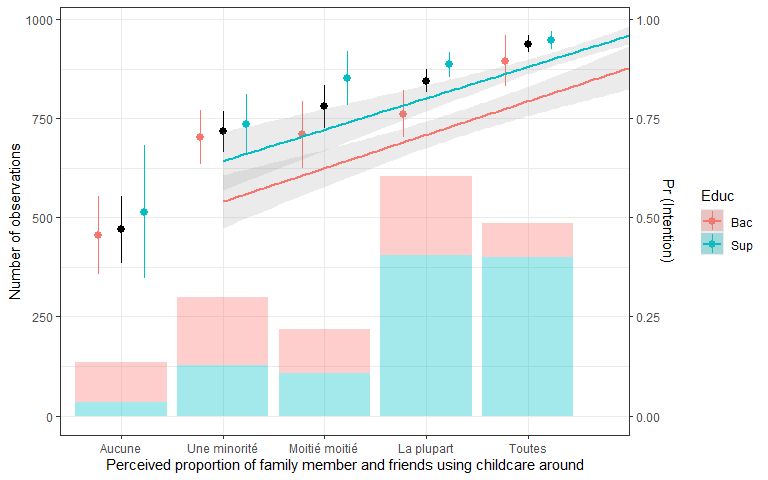 Number of observations
1000
750
500
250
0
1.00
0.75
0.50
0.25
0.00
Pr (Intention)
Educ
Bac
Sup
Aucune Une minorité Moitié moitié La plupart Toutes
Perceived proportion of family member and friends using childcare around